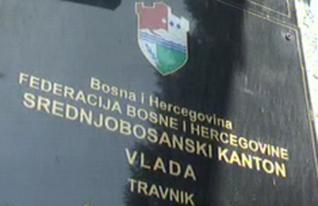 Bosna i Hercegovina
FEDERACIJA BOSNE I HERCEGOVINE
SREDNJOBOSANSKI KANTON
VLADA
TRAVNIK